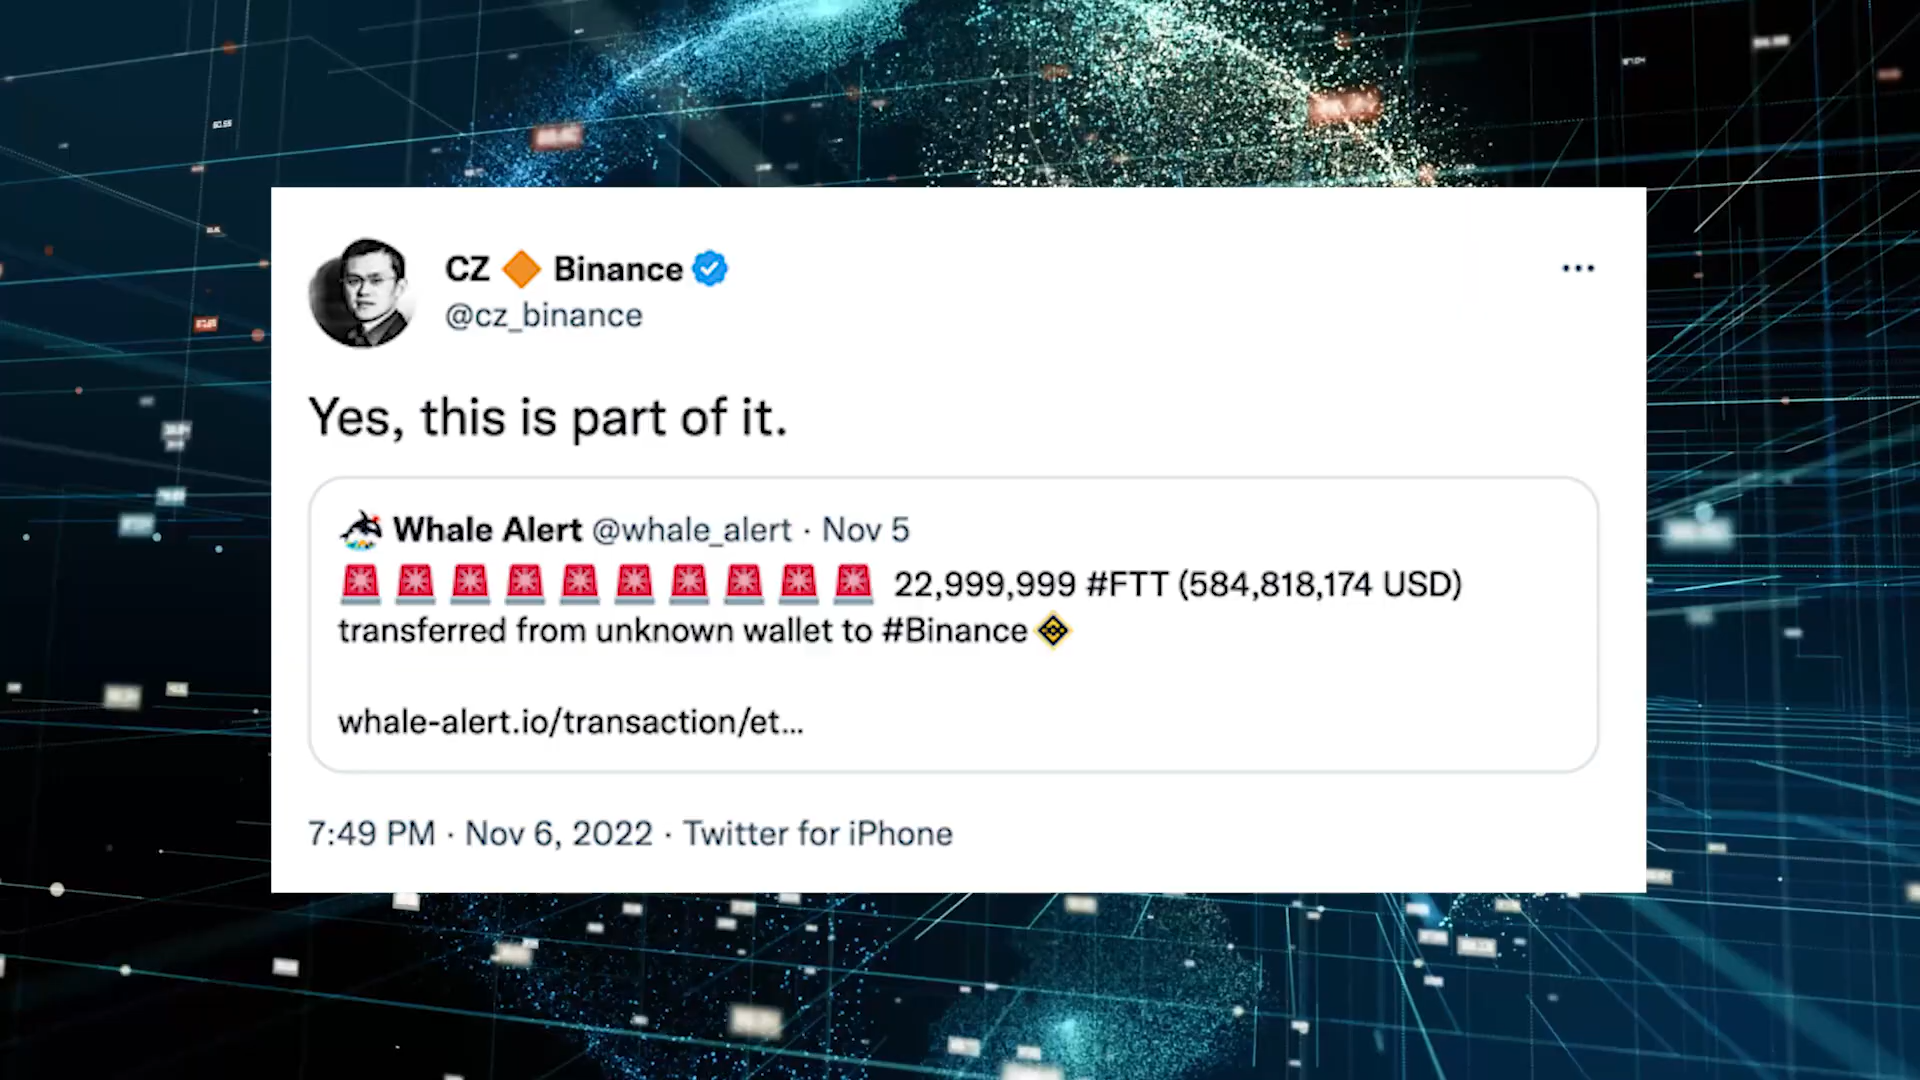 CZ 🔶 Binance
@cz_binance
Yes, this is part of it.
Whale Alert @whale_alert · Nov 5
🚨🚨🚨🚨🚨🚨🚨🚨🚨🚨 22,999,999 #FTT (584,818,174 USD)
transferred from unknown wallet to #Binance
whale-alert.io/transaction/et...
7:49 PM · Nov 6, 2022 · Twitter for iPhone